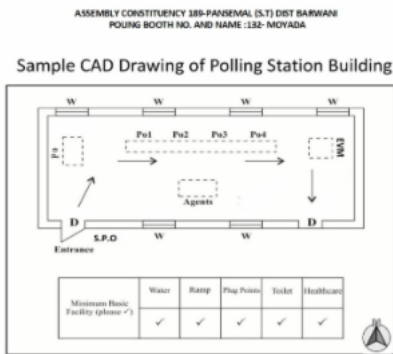 ASSEMBLY CONSTITUENCY 189-PANSEMAL (S.T) DIST BARWANI
POLING BOOTH NO. AND NAME :132- MOYADA
Sample CAD Drawing of Polling Station Building
W W W W
Po1 Po2 Po3 Po4
Po
EVM
Agents
D D
S.P.O
Entrance
W W
Minimum Basic
Facility (please ✓)
Water Ramp Plug Points Toilet Healthcare
✓ ✓ ✓ ✓ ✓
N